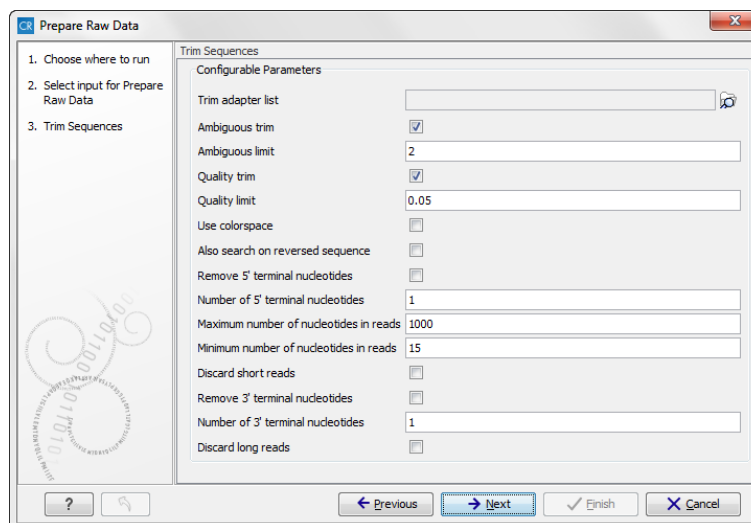 CR Prepare Raw Data
1. Choose where to run
2. Select input for Prepare
Raw Data
3. Trim Sequences
Trim Sequences
Configurable Parameters
Trim adapter list
Ambiguous trim
Ambiguous limit 2
Quality trim
Quality limit 0.05
Use colorspace
Also search on reversed sequence
Remove 5' terminal nucleotides
Number of 5' terminal nucleotides 1
Maximum number of nucleotides in reads 1000
Minimum number of nucleotides in reads 15
Discard short reads
Remove 3' terminal nucleotides
Number of 3' terminal nucleotides 1
Discard long reads
? Previous Next Finish Cancel